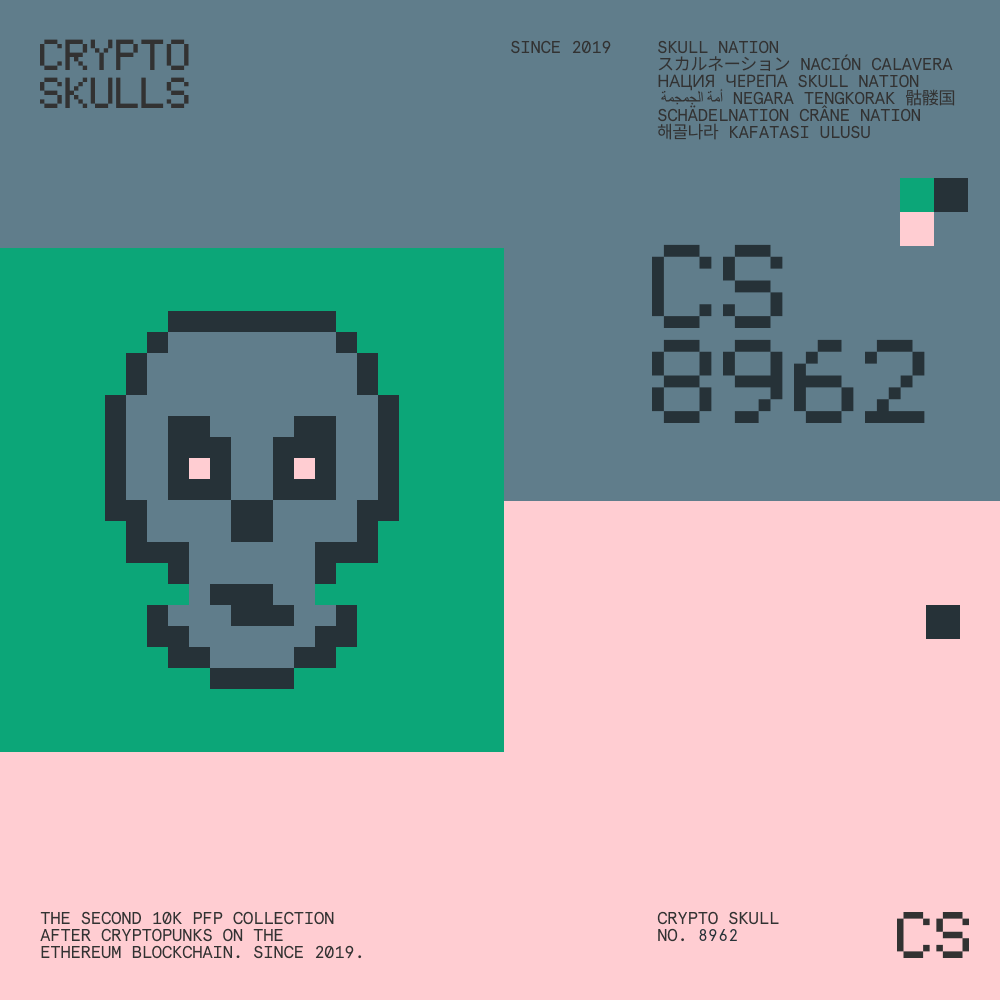 CRYPTO
SKULLS
SINCE 2019
SKULL NATION
スカルネーション NACIÓN CALAVERA
НАЦИЯ ЧЕРЕПА SKULL NATION
أمة الجمجمة NEGARA TENGKORAK 骷髅国
SCHÄDELNATION CRÂNE NATION
해골나라 KAFATASI ULUSU
CS
8962
THE SECOND 10K PFP COLLECTION
AFTER CRYPTOPUNKS ON THE
ETHEREUM BLOCKCHAIN. SINCE 2019.
CRYPTO SKULL
NO. 8962
CS